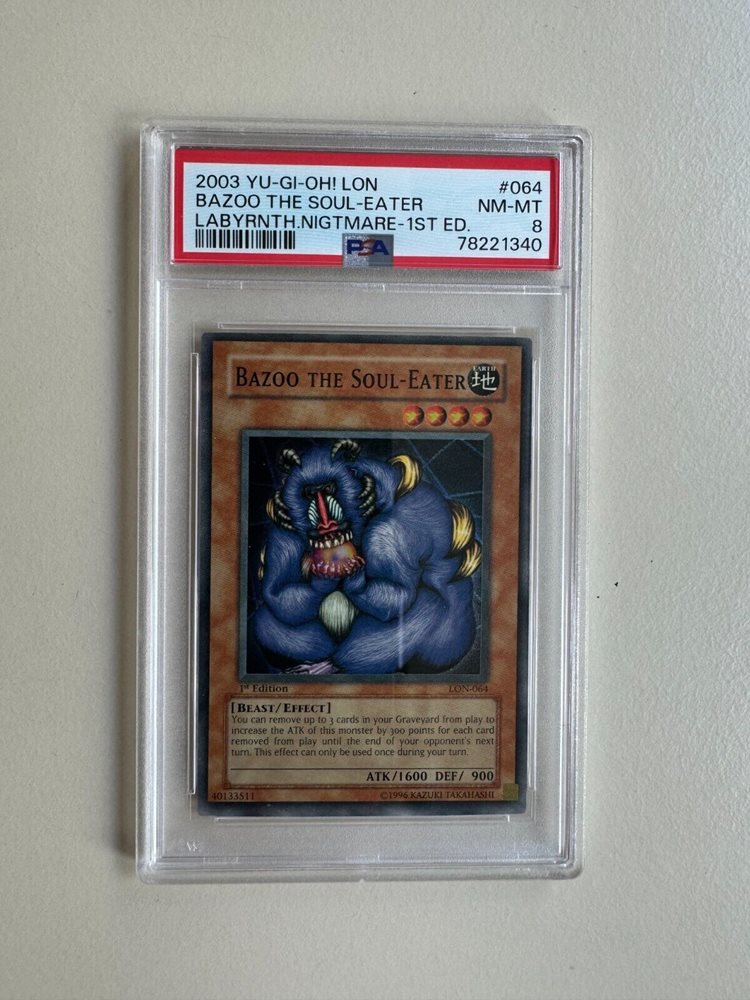 2003 YU-GI-OH! LON #064
BAZOO THE SOUL-EATER NM-MT
LABYRNTH.NIGTMARE-1ST ED. 8
PSA 78221340
BAZOO THE SOUL-EATER
EARTH
地
1st Edition LON-064
[BEAST/EFFECT]
You can remove up to 3 cards in your Graveyard from play to
increase the ATK of this monster by 300 points for each card
removed from play until the end of your opponent's next
turn. This effect can only be used once during your turn.
ATK/1600 DEF/ 900
40133511 ©1996 KAZUKI TAKAHASHI